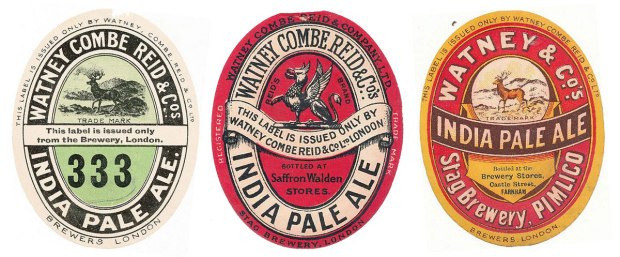 THIS LABEL IS ISSUED ONLY BY WATNEY, COMBE, REID & CO. LTD
WATNEY COMBE REID & Cos.
TRADE MARK
This label is issued only
from the Brewery, London.
333
INDIA PALE ALE.
BREWERS LONDON
WATNEY COMBE REID & COMPANY LTD.
WATNEY COMBE REID & Cos.
REID'S BRAND
THIS LABEL IS ISSUED ONLY BY
WATNEY COMBE REID & Co Ltd LONDON
REGISTERED TRADE MARK
BOTTLED AT
Saffron Walden
STORES.
INDIA PALE ALE
STAG BREWERY, LONDON.
THIS LABEL IS ISSUED ONLY BY WATNEY, COMBE, REID & Co Ltd
WATNEY & Cos.
TRADE MARK
INDIA PALE ALE
Bottled at the
Brewery Stores,
Castle Street,
FARNHAM
Stag Brewery, PIMLICO
BREWERS, LONDON.